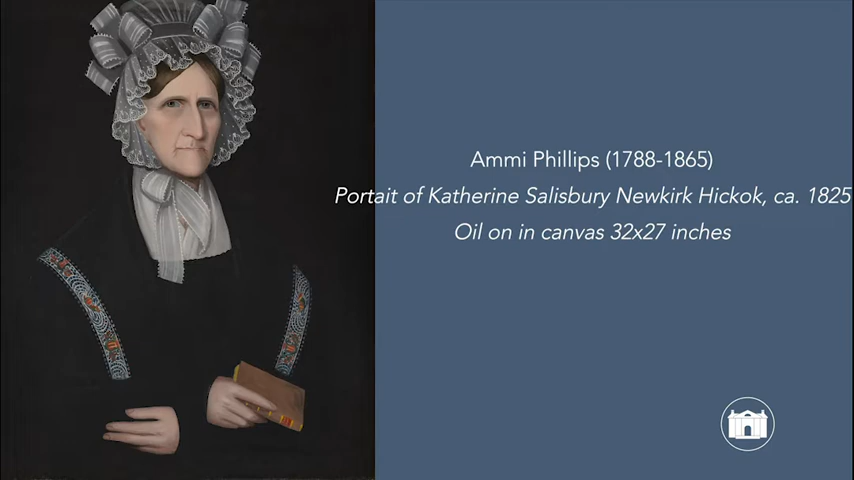 Ammi Phillips (1788-1865)
Portait of Katherine Salisbury Newkirk Hickok, ca. 1825
Oil on in canvas 32x27 inches